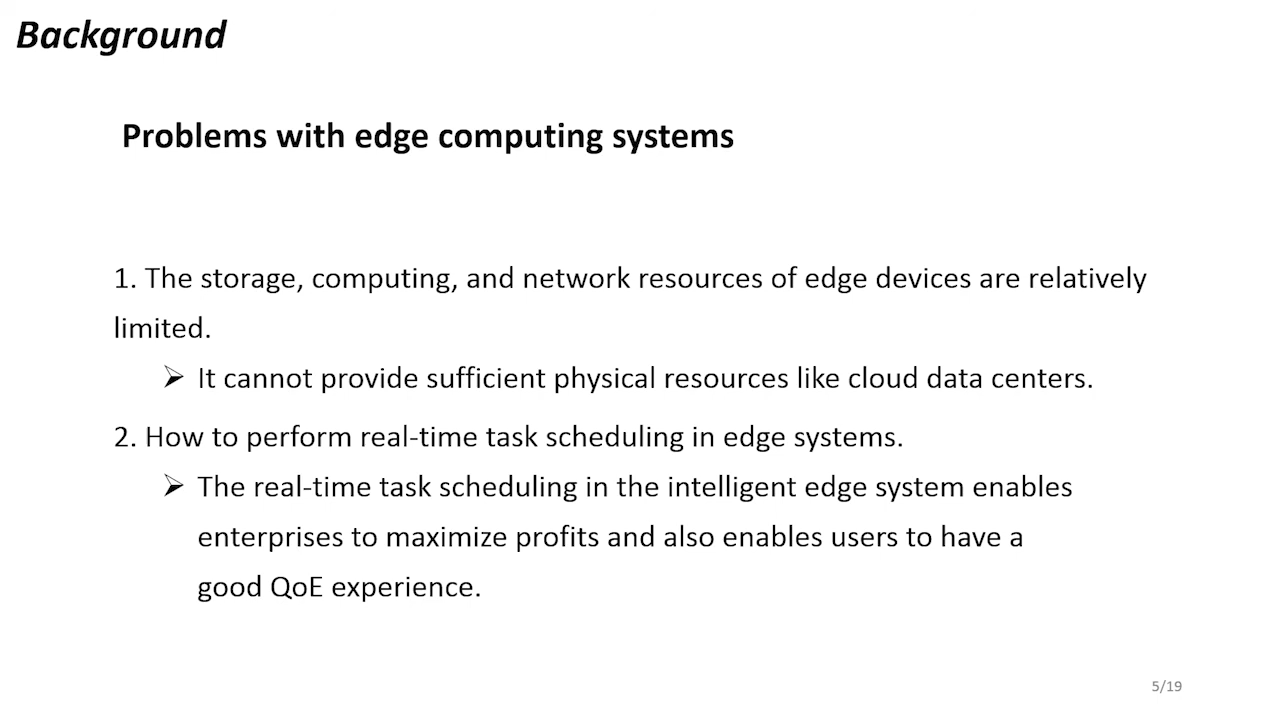 Background
Problems with edge computing systems
1. The storage, computing, and network resources of edge devices are relatively
limited.
➢ It cannot provide sufficient physical resources like cloud data centers.
2. How to perform real-time task scheduling in edge systems.
➢ The real-time task scheduling in the intelligent edge system enables
enterprises to maximize profits and also enables users to have a
good QoE experience.
5/19